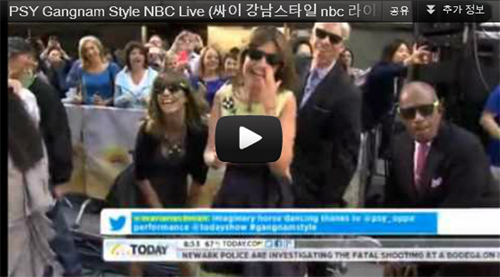 PSY Gangnam Style NBC Live (싸이 강남스타일 nbc 라이
공유
추가 정보
imaginary horse dancing thanks to @psy_oppa
performance @todayshow #gangnamstyle
TODAY
8:53 67° TODAY.COM
NEWARK POLICE ARE INVESTIGATING THE FATAL SHOOTING AT A BODEGA